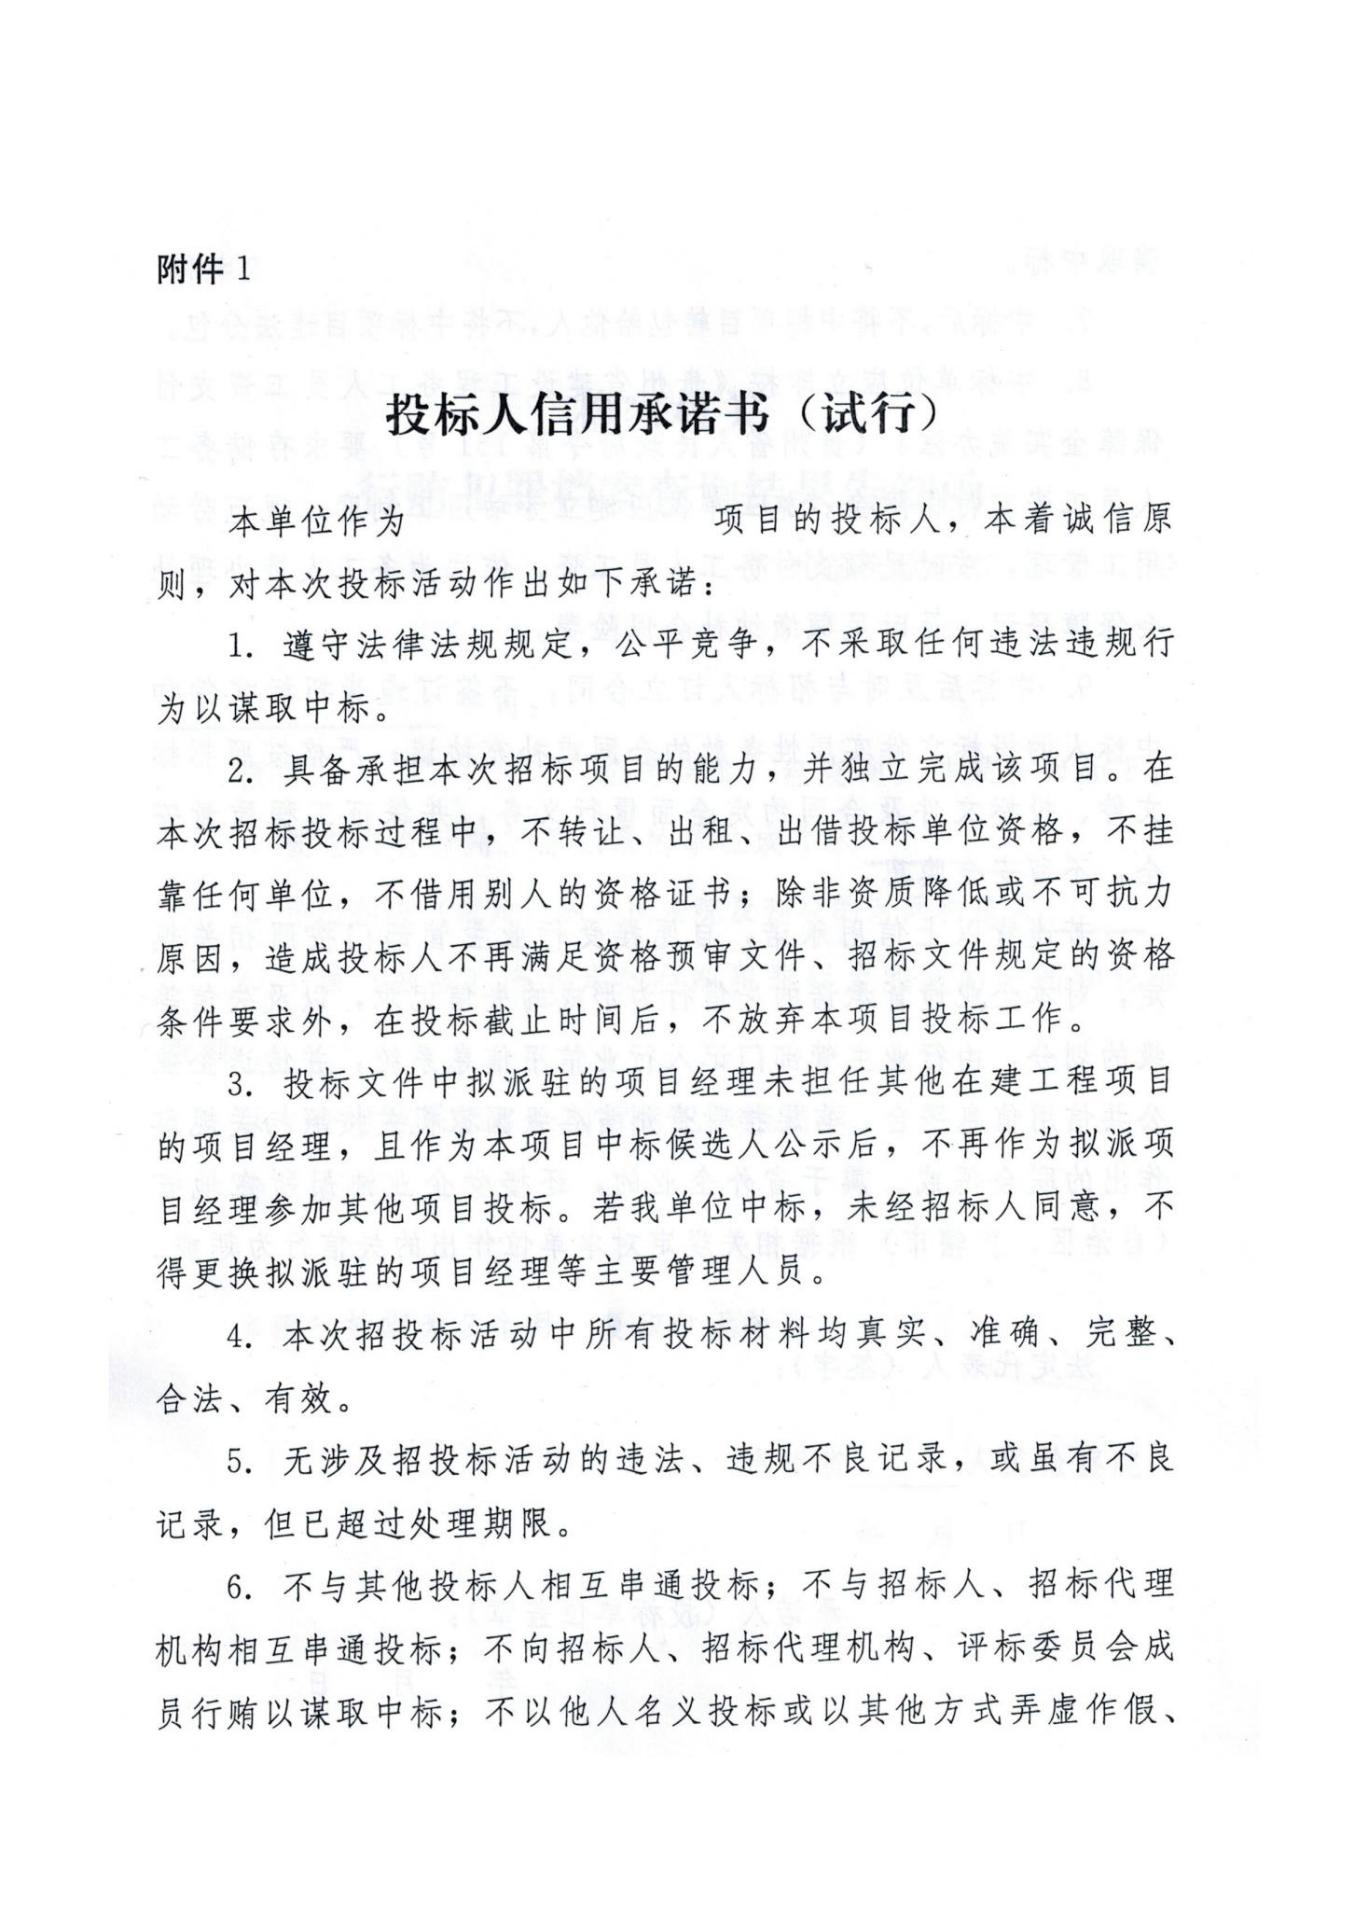 附件1
投标人信用承诺书（试行）
本单位作为 项目的投标人，本着诚信原
则，对本次投标活动作出如下承诺：
1. 遵守法律法规规定，公平竞争，不采取任何违法违规行
为以谋取中标。
2. 具备承担本次招标项目的能力，并独立完成该项目。在
本次招标投标过程中，不转让、出租、出借投标单位资格，不挂
靠任何单位，不借用别人的资格证书；除非资质降低或不可抗力
原因，造成投标人不再满足资格预审文件、招标文件规定的资格
条件要求外，在投标截止时间后，不放弃本项目投标工作。
3. 投标文件中拟派驻的项目经理未担任其他在建工程项目
的项目经理，且作为本项目中标候选人公示后，不再作为拟派项
目经理参加其他项目投标。若我单位中标，未经招标人同意，不
得更换拟派驻的项目经理等主要管理人员。
4. 本次招投标活动中所有投标材料均真实、准确、完整、
合法、有效。
5. 无涉及招投标活动的违法、违规不良记录，或虽有不良
记录，但已超过处理期限。
6. 不与其他投标人相互串通投标；不与招标人、招标代理
机构相互串通投标；不向招标人、招标代理机构、评标委员会成
员行贿以谋取中标；不以他人名义投标或以其他方式弄虚作假、